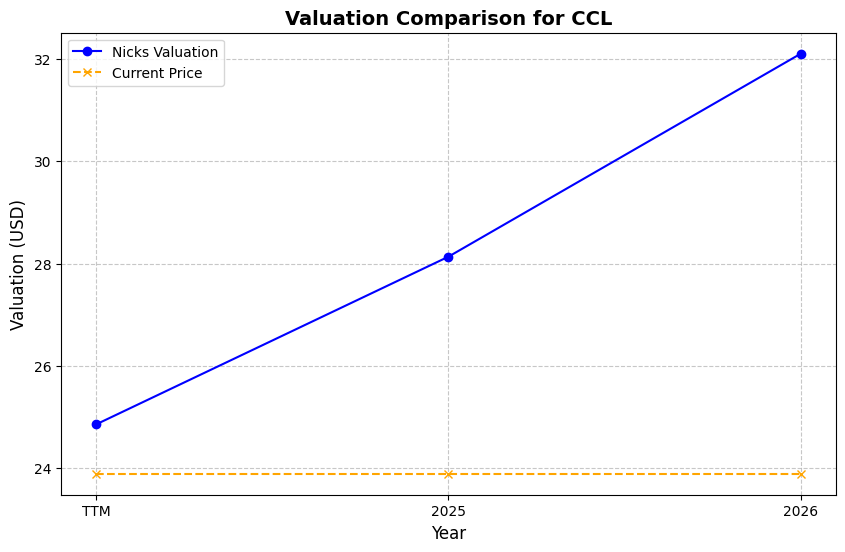 Valuation Comparison for CCL
Nicks Valuation
Current Price
Valuation (USD)
32
30
28
26
24
TTM
2025
2026
Year